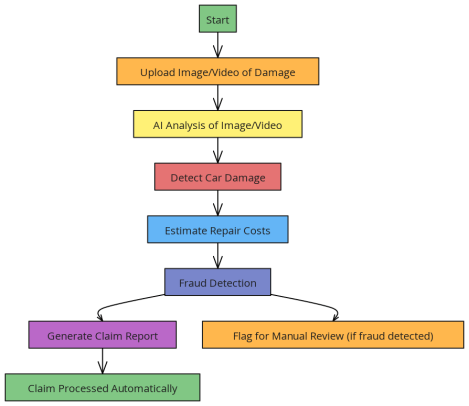 Start
Upload Image/Video of Damage
AI Analysis of Image/Video
Detect Car Damage
Estimate Repair Costs
Fraud Detection
Generate Claim Report
Flag for Manual Review (if fraud detected)
Claim Processed Automatically